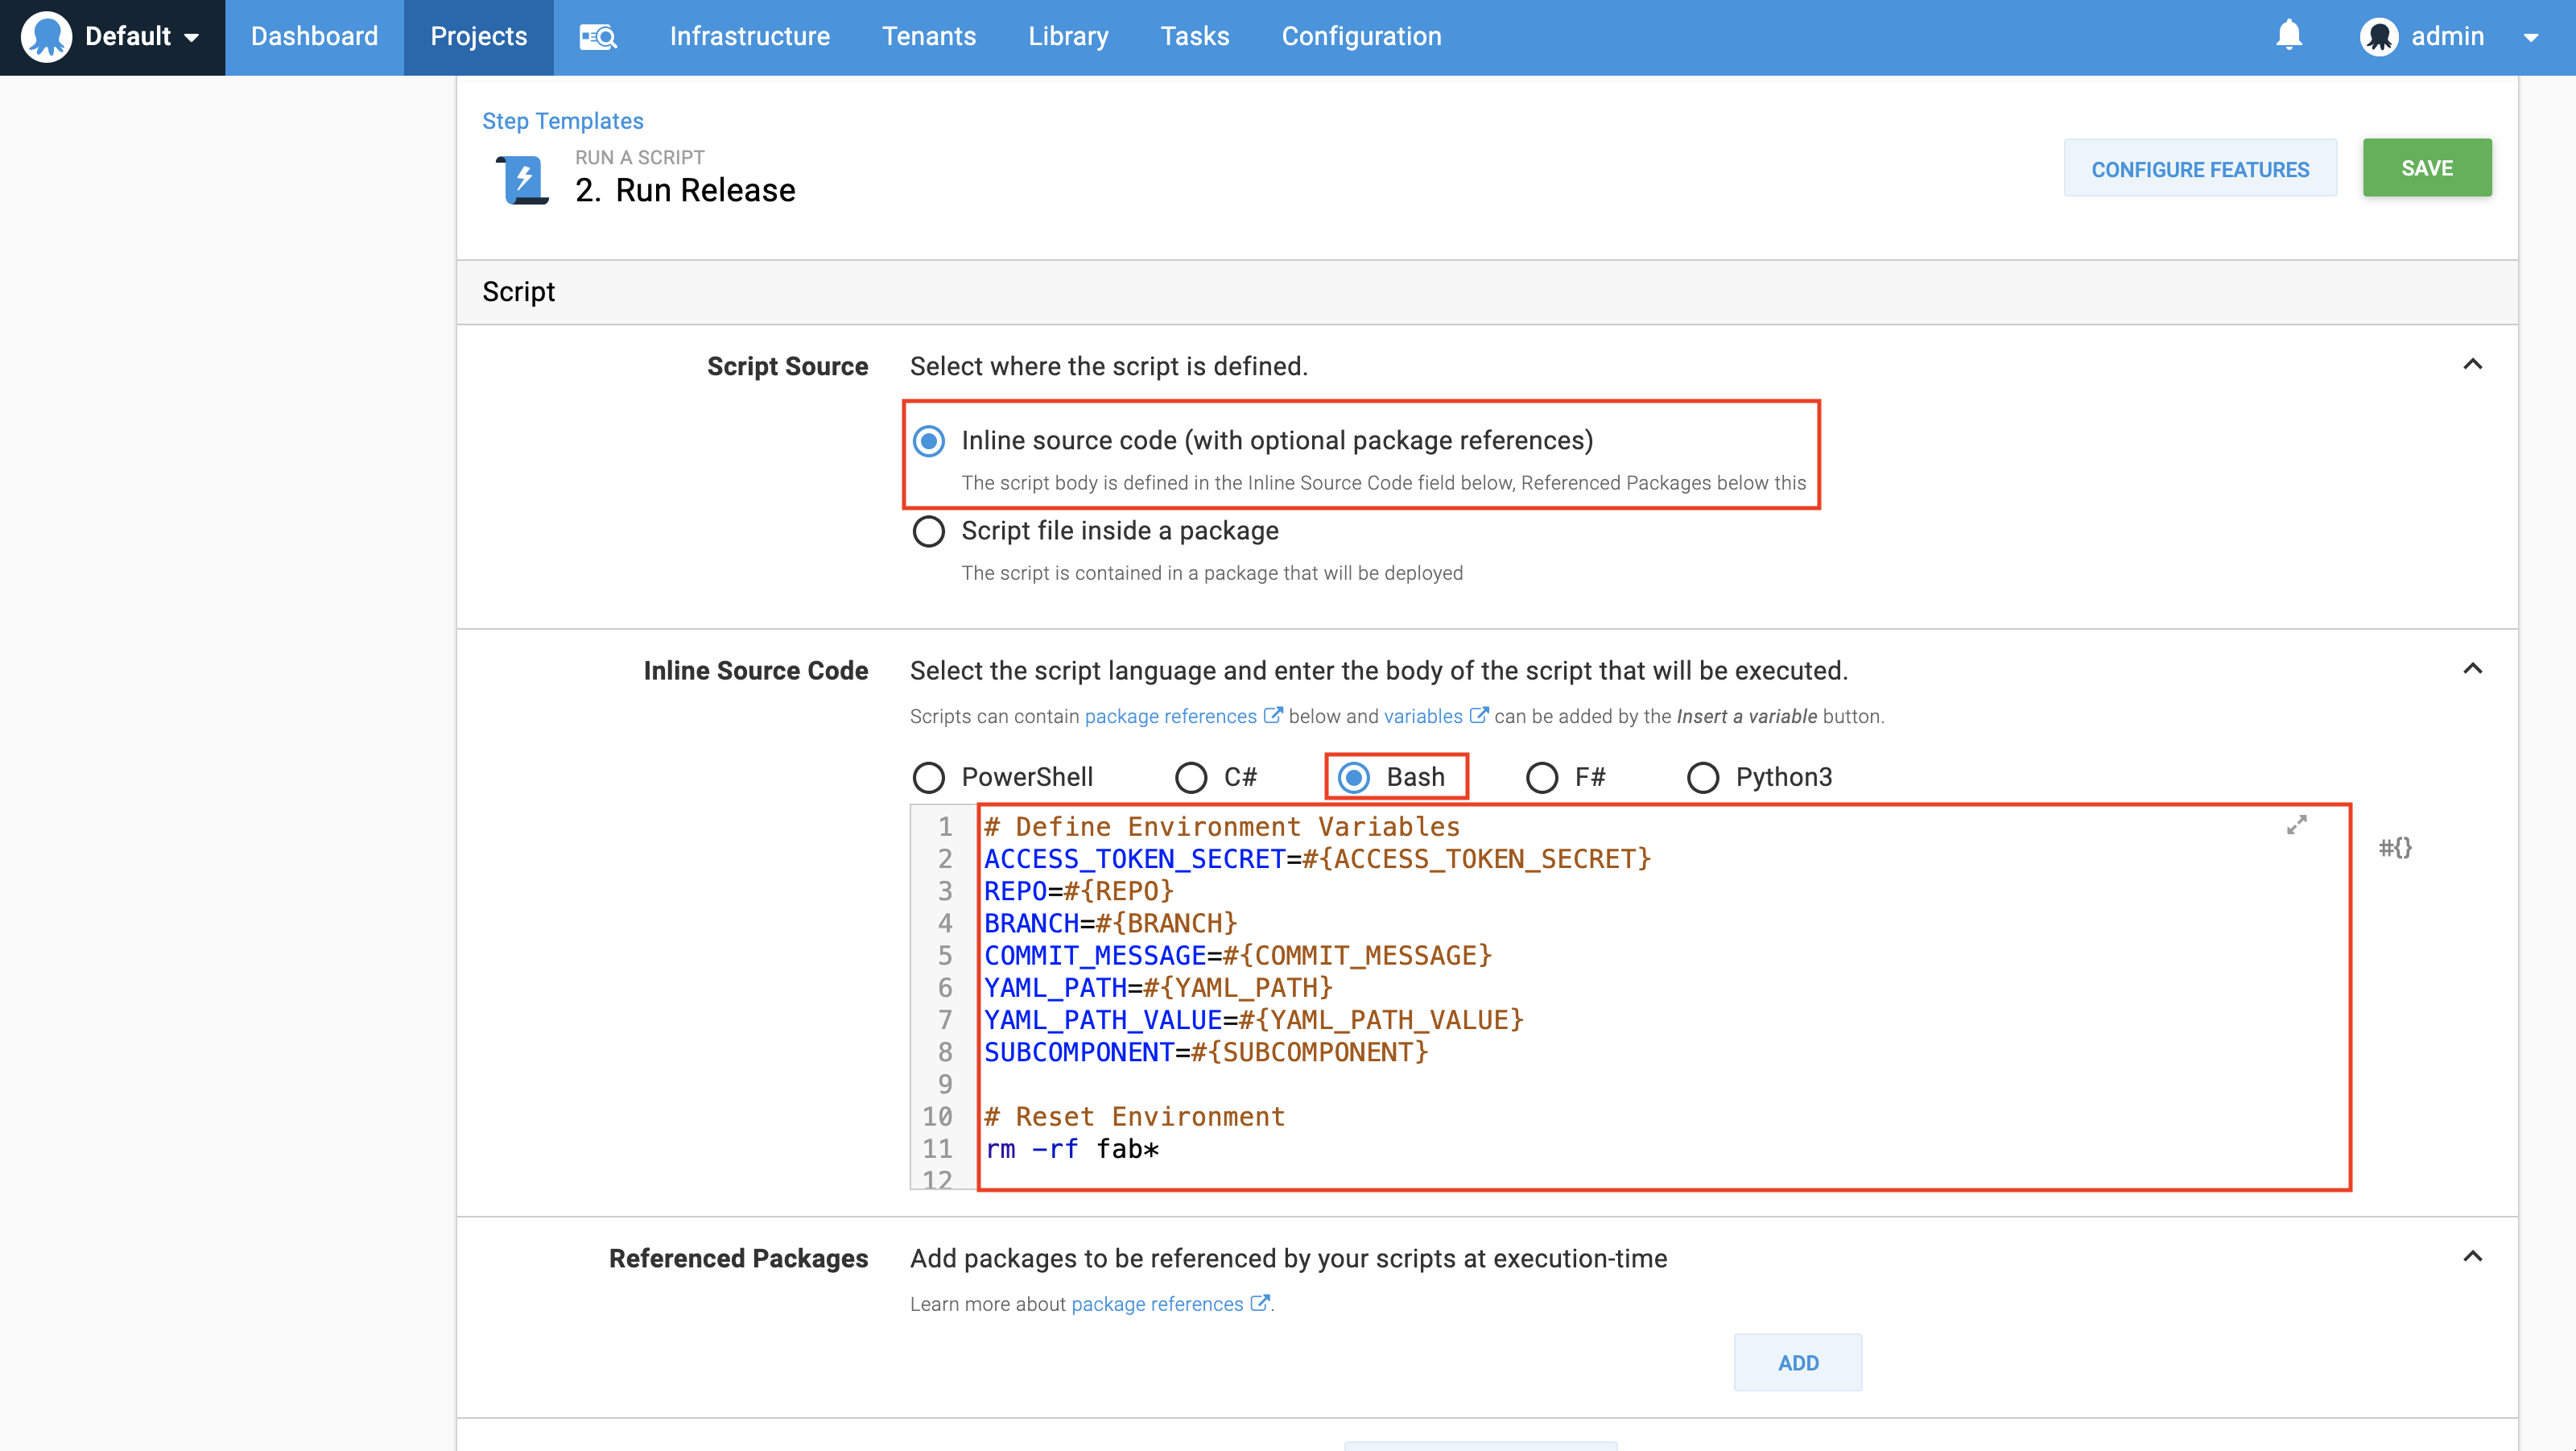 Default Dashboard Projects Infrastructure Tenants Library Tasks Configuration admin
Step Templates
RUN A SCRIPT
2. Run Release
CONFIGURE FEATURES SAVE
Script
Script Source Select where the script is defined.
Inline source code (with optional package references)
The script body is defined in the Inline Source Code field below, Referenced Packages below this
Script file inside a package
The script is contained in a package that will be deployed
Inline Source Code Select the script language and enter the body of the script that will be executed.
Scripts can contain package references below and variables can be added by the Insert a variable button.
PowerShell C# Bash F# Python3
1 # Define Environment Variables
#{}
2 ACCESS_TOKEN_SECRET=#{ACCESS_TOKEN_SECRET}
3 REPO=#{REPO}
4 BRANCH=#{BRANCH}
5 COMMIT_MESSAGE=#{COMMIT_MESSAGE}
6 YAML_PATH=#{YAML_PATH}
7 YAML_PATH_VALUE=#{YAML_PATH_VALUE}
8 SUBCOMPONENT=#{SUBCOMPONENT}
9
10 # Reset Environment
11 rm -rf fab*
12
Referenced Packages Add packages to be referenced by your scripts at execution-time
Learn more about package references.
ADD